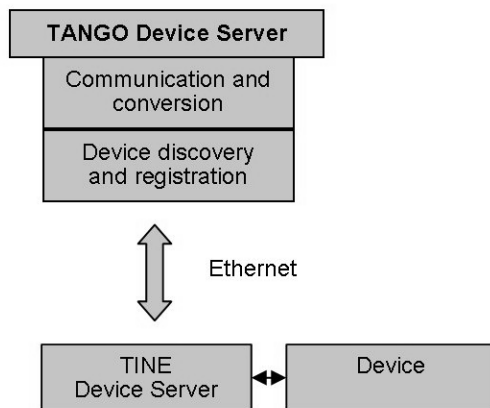 TANGO Device Server
Communication and
conversion
Device discovery
and registration
Ethernet
TINE
Device Server
Device